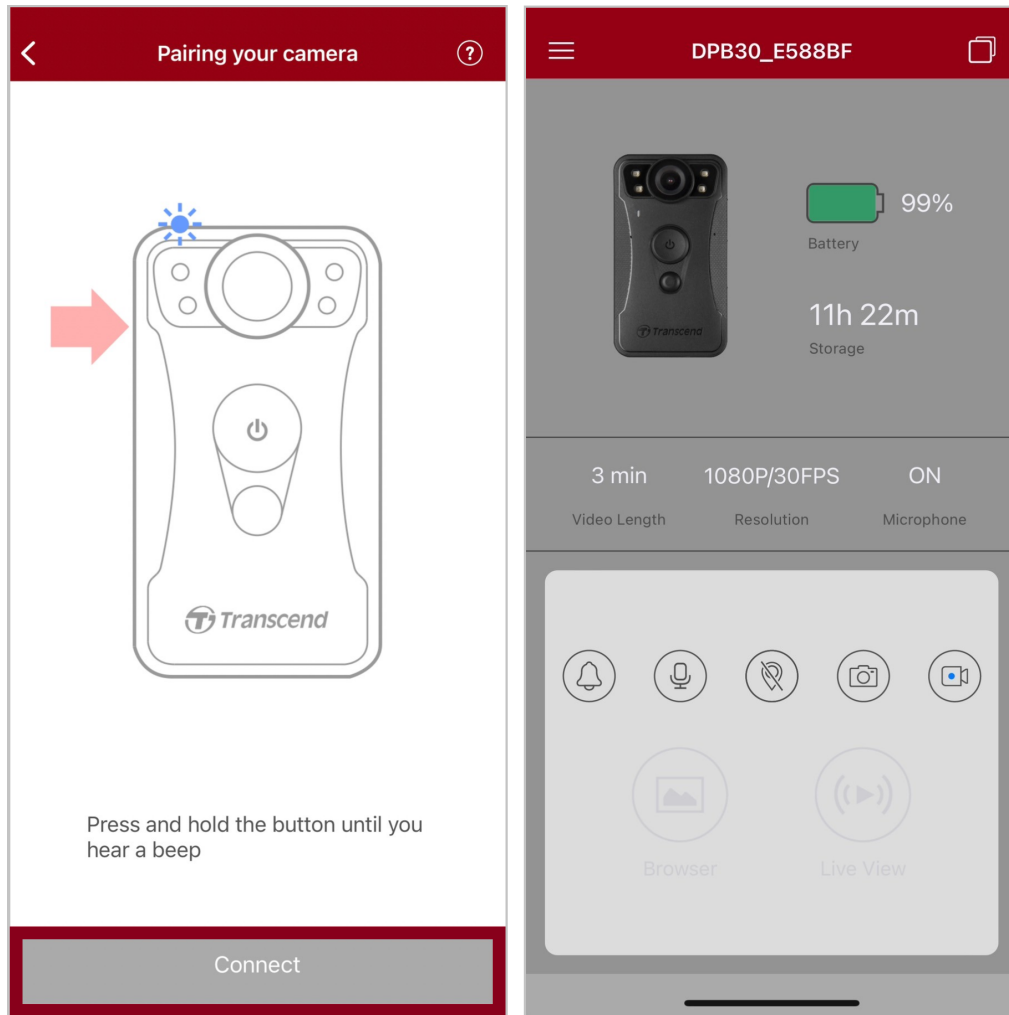 Pairing your camera
?
Transcend
Press and hold the button until you
hear a beep
Connect
DPB30_E588BF
Transcend
99%
Battery
11h 22m
Storage
3 min
1080P/30FPS
ON
Video Length
Resolution
Microphone
Browser
Live View